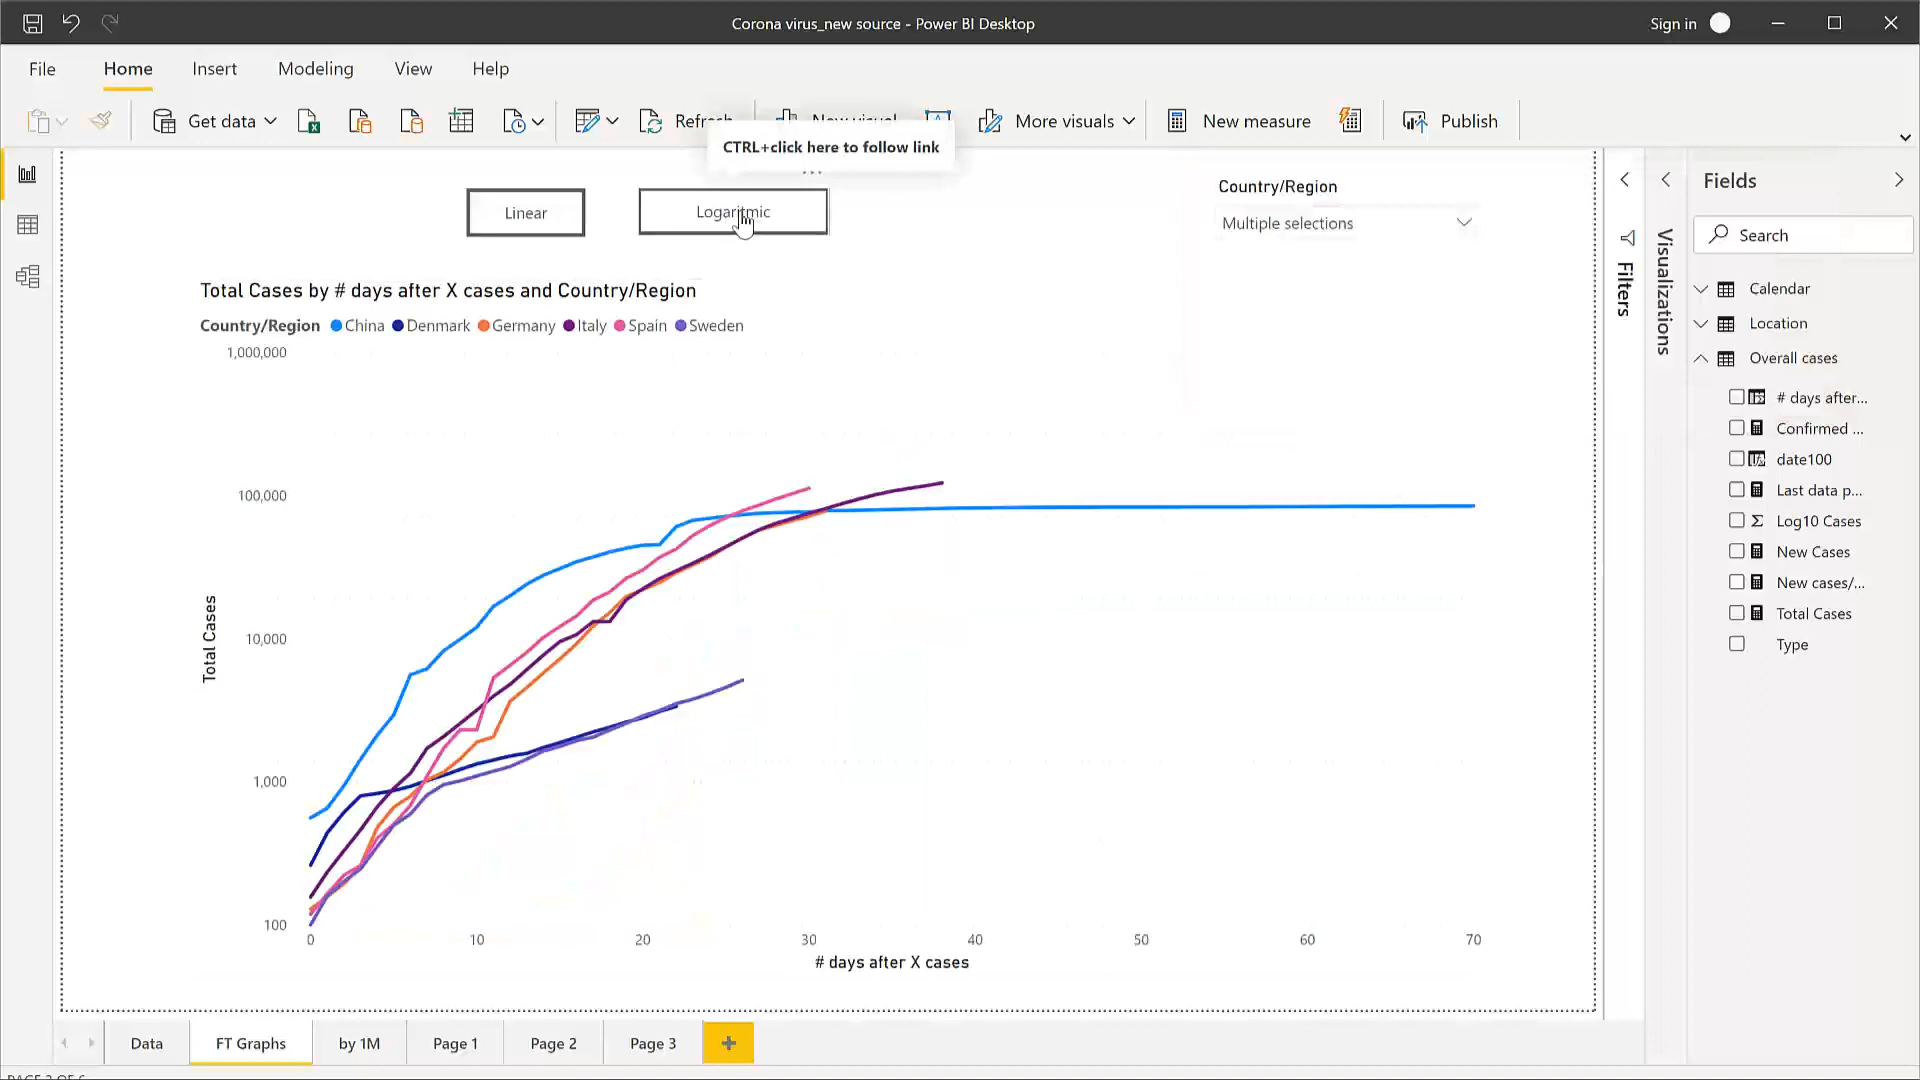 Corona virus_new source - Power BI Desktop
Sign in
File Home Insert Modeling View Help
Get data
Refresh
New visual
More visuals
New measure
Publish
CTRL+click here to follow link
Linear
Logaritmic
Country/Region
Multiple selections
Total Cases by # days after X cases and Country/Region
Country/Region China Denmark Germany Italy Spain Sweden
1,000,000
100,000
10,000
1,000
100
Total Cases
0 10 20 30 40 50 60 70
# days after X cases
Filters
Visualizations
Fields
Search
Calendar
Location
Overall cases
# days after...
Confirmed ...
date100
Last data p...
Log10 Cases
New Cases
New cases/...
Total Cases
Type
Data
FT Graphs
by 1M
Page 1
Page 2
Page 3